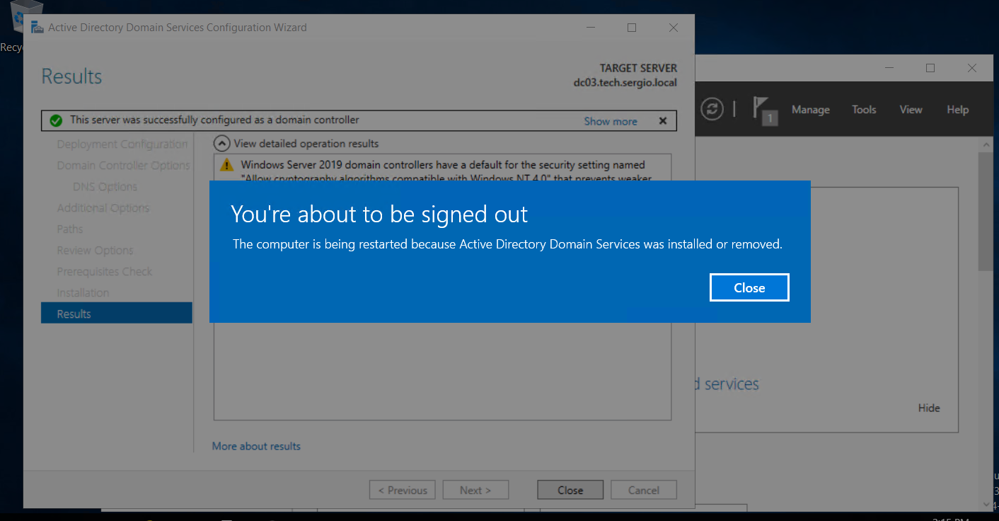 Active Directory Domain Services Configuration Wizard
Results
TARGET SERVER
dc03.tech.sergio.local
This server was successfully configured as a domain controller
Show more
Deployment Configuration
Domain Controller Options
DNS Options
Additional Options
Paths
Review Options
Prerequisites Check
Installation
Results
View detailed operation results
Windows Server 2019 domain controllers have a default for the security setting named
"Allow cryptography algorithms compatible with Windows NT 4.0" that prevents weaker
You're about to be signed out
The computer is being restarted because Active Directory Domain Services was installed or removed.
Close
More about results
< Previous
Next >
Close
Cancel
1
Manage
Tools
View
Help
services
Hide